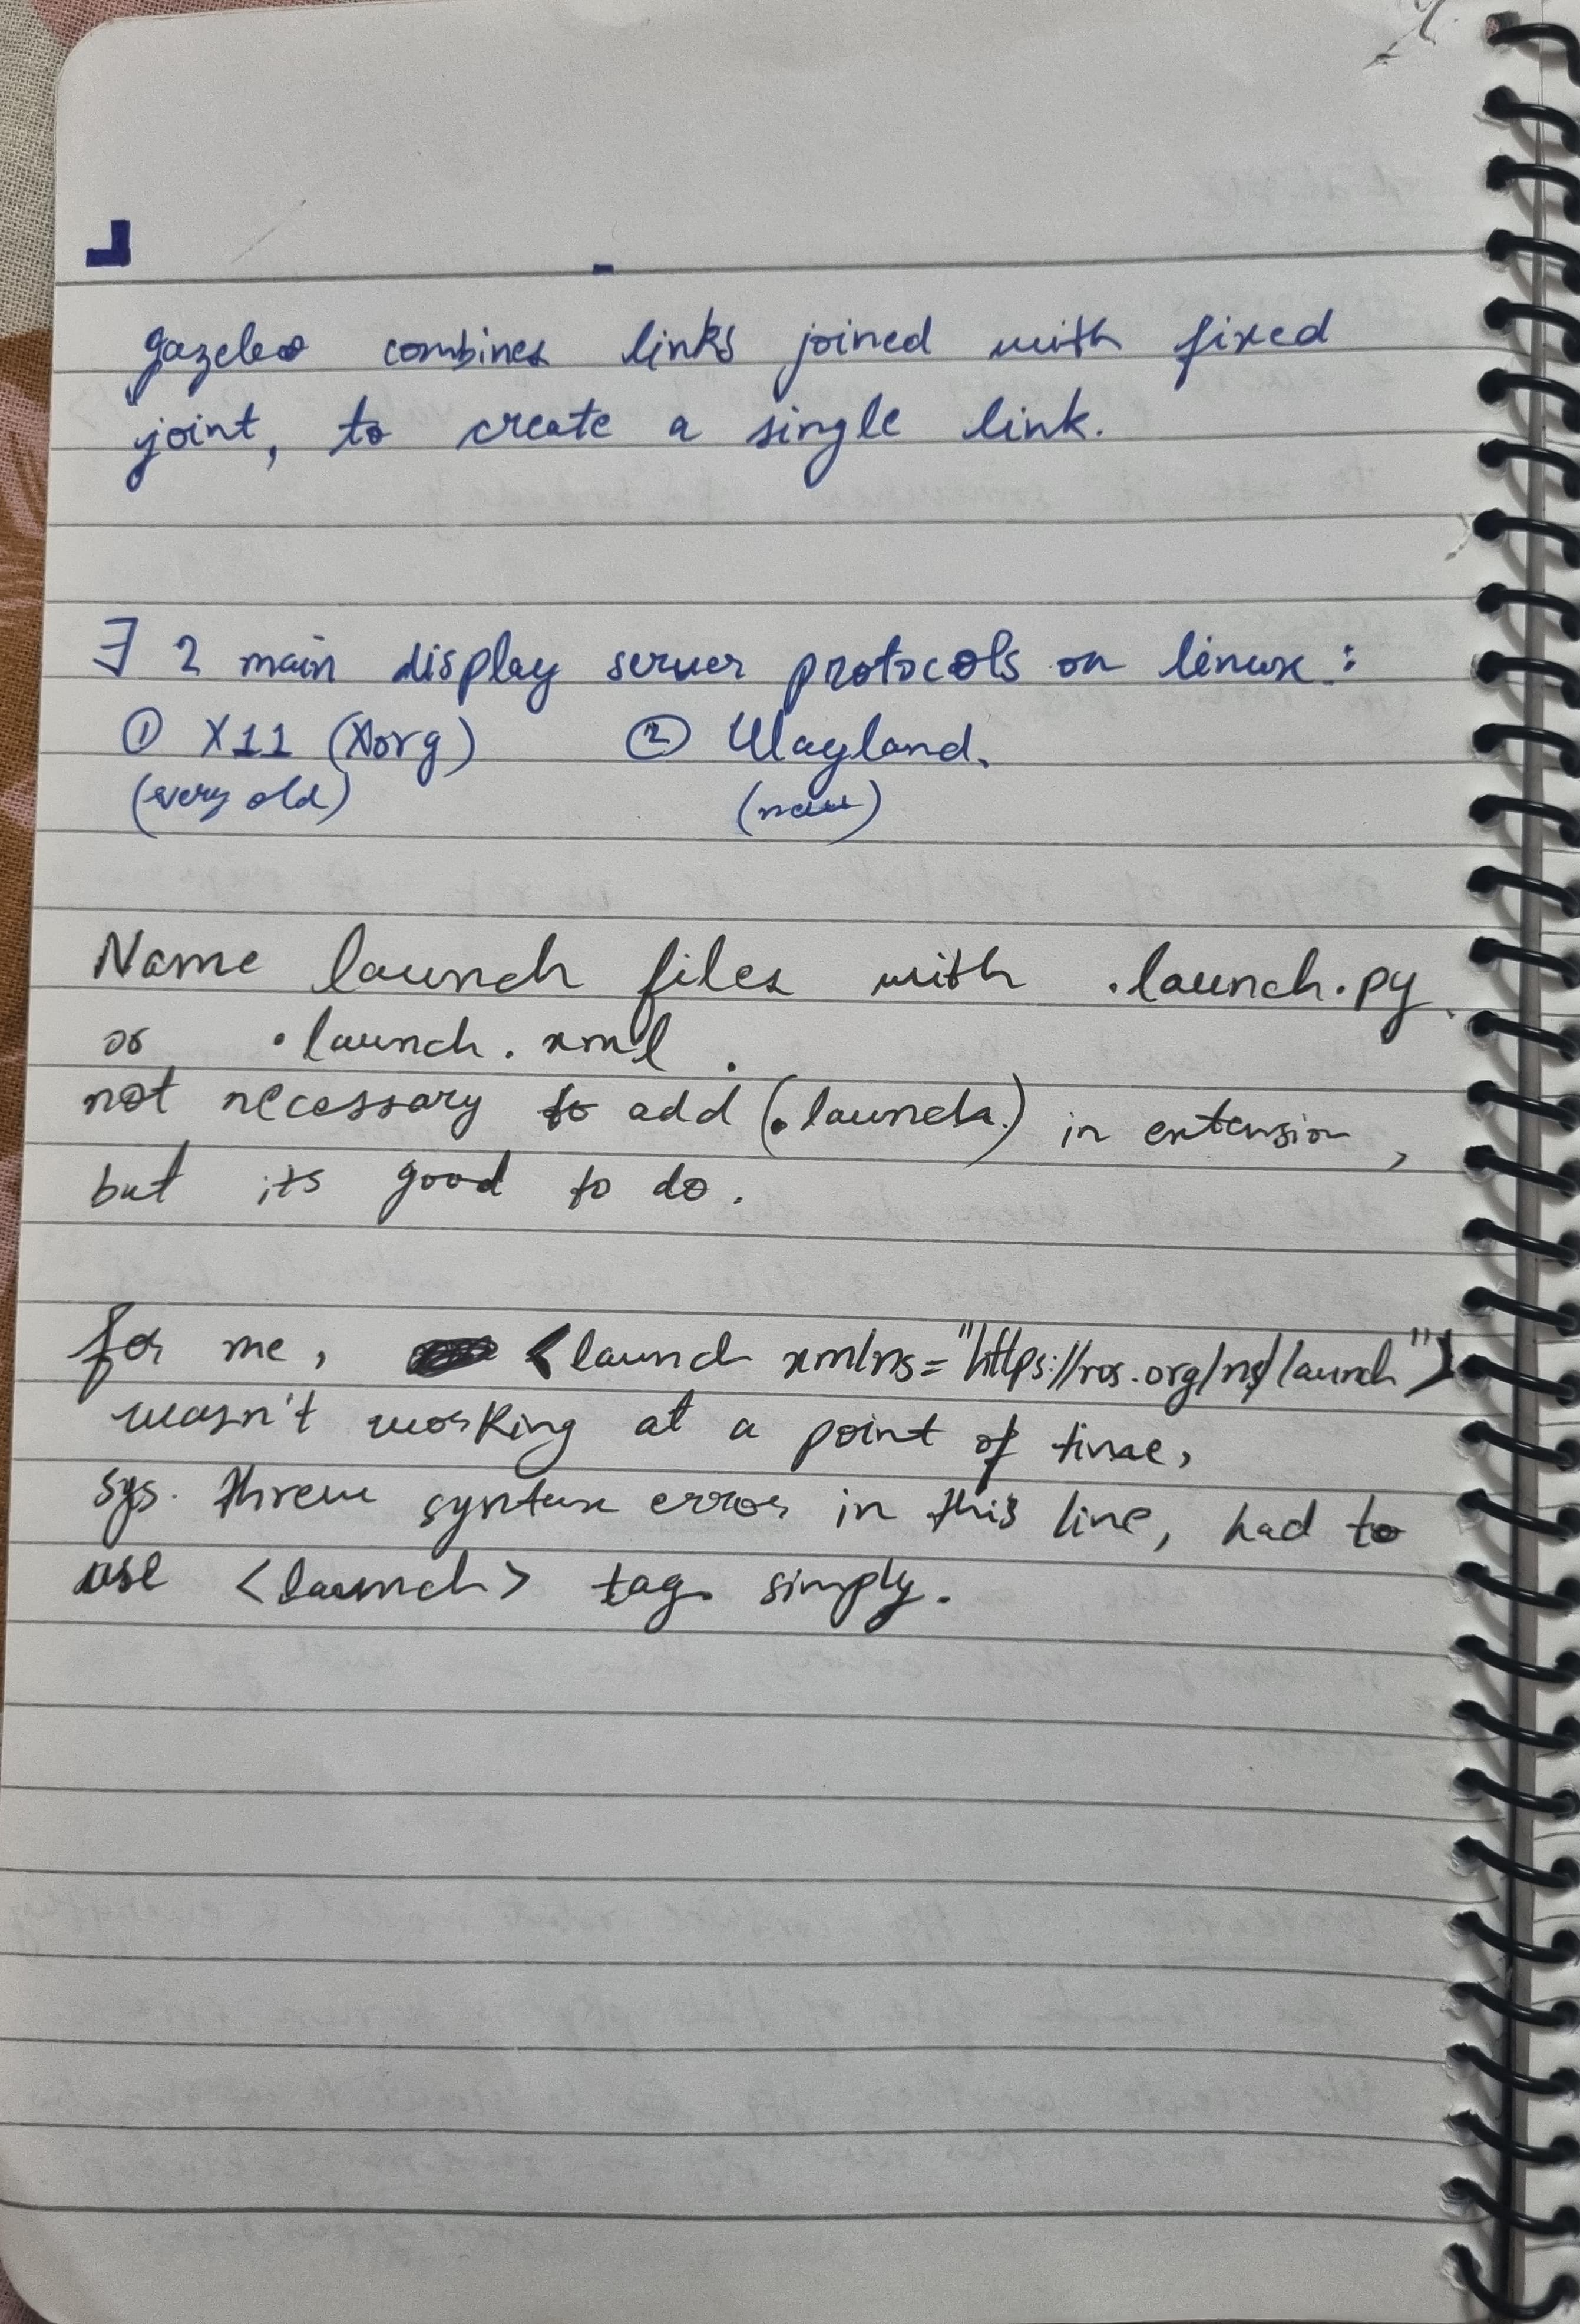 gazebo combines links joined with fixed
joint, to create a single link.
∃ 2 main display server protocols on linux :
① X11 (Xorg) ② Wayland.
(very old) (new)
Name launch files with .launch.py
or .launch.xml .
not necessary to add (.launch.) in extension,
but its good to do.
for me, <launch xmlns="https://ros.org/ns/launch">
wasn't working at a point of time,
sys. threw syntax error in this line, had to
use <launch> tag simply.